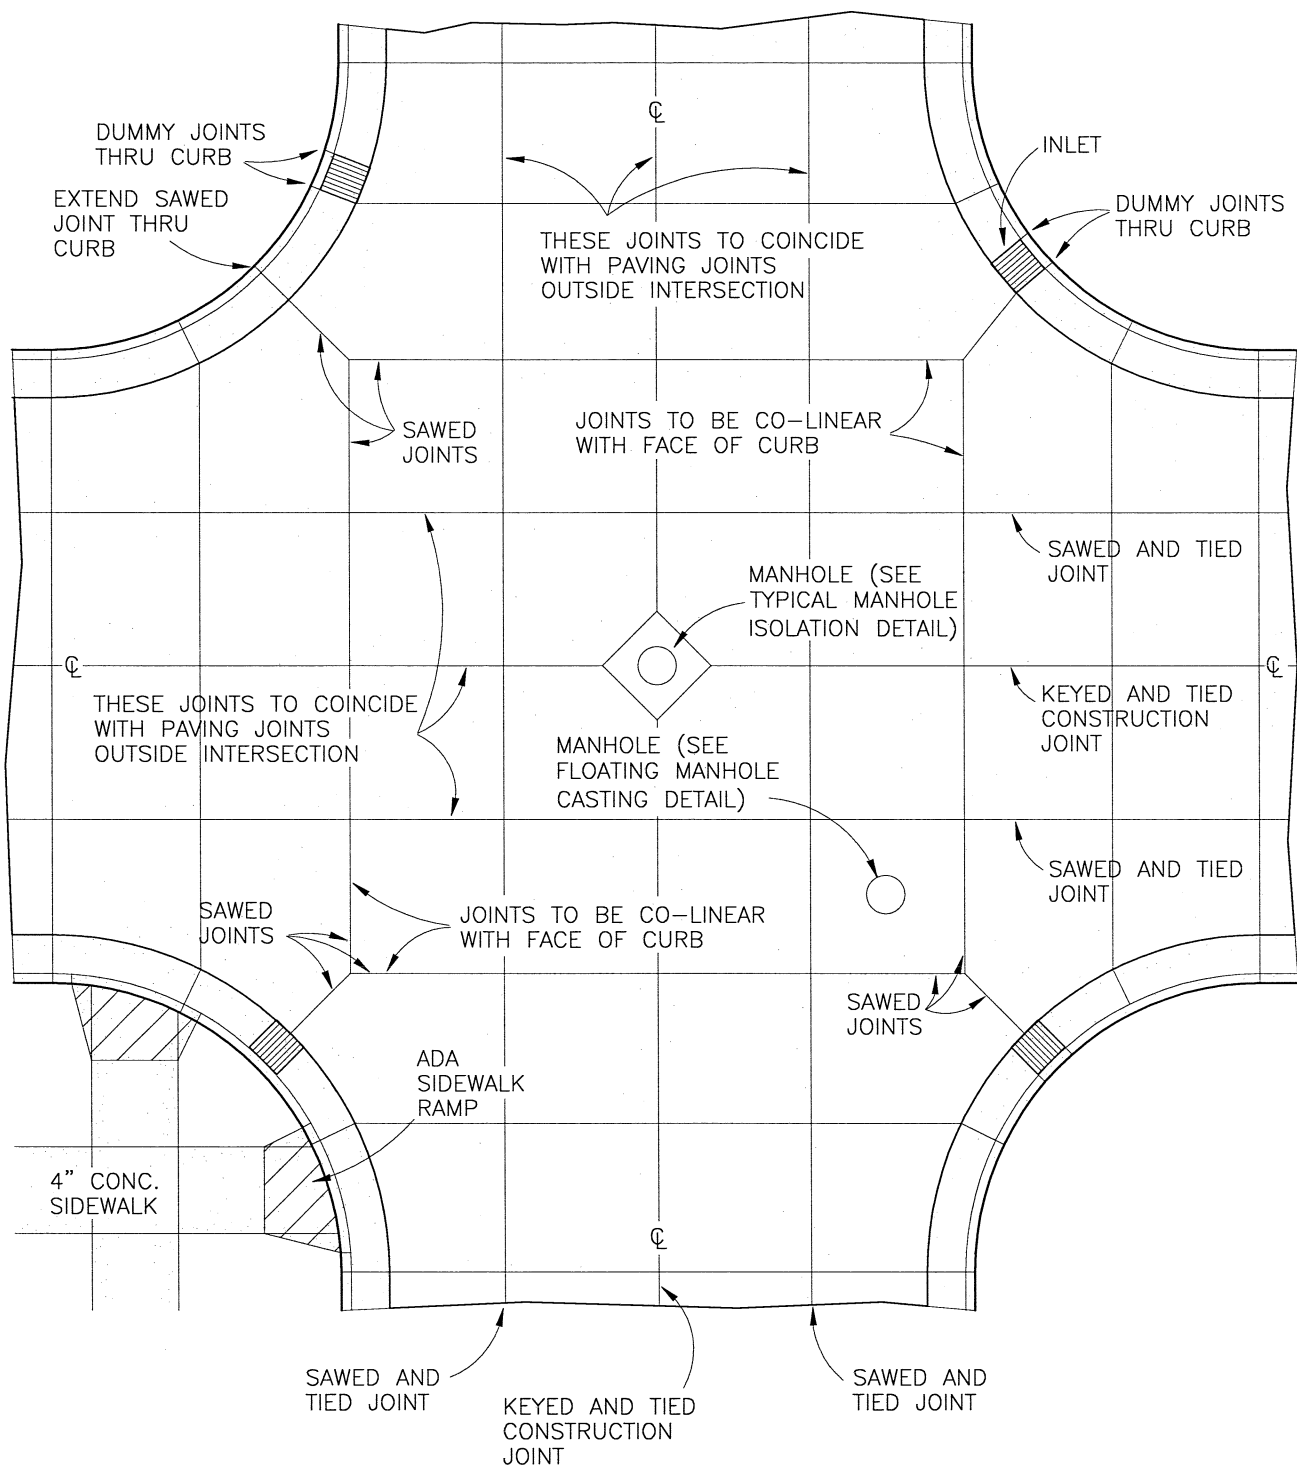 ℄
DUMMY JOINTS
THRU CURB
INLET
EXTEND SAWED
JOINT THRU
CURB
DUMMY JOINTS
THRU CURB
THESE JOINTS TO COINCIDE
WITH PAVING JOINTS
OUTSIDE INTERSECTION
SAWED
JOINTS
JOINTS TO BE CO-LINEAR
WITH FACE OF CURB
SAWED AND TIED
JOINT
MANHOLE (SEE
TYPICAL MANHOLE
ISOLATION DETAIL)
℄
℄
THESE JOINTS TO COINCIDE
WITH PAVING JOINTS
OUTSIDE INTERSECTION
KEYED AND TIED
CONSTRUCTION
JOINT
MANHOLE (SEE
FLOATING MANHOLE
CASTING DETAIL)
SAWED AND TIED
JOINT
SAWED
JOINTS
JOINTS TO BE CO-LINEAR
WITH FACE OF CURB
SAWED
JOINTS
ADA
SIDEWALK
RAMP
4" CONC.
SIDEWALK
℄
SAWED AND
TIED JOINT
KEYED AND TIED
CONSTRUCTION
JOINT
SAWED AND
TIED JOINT